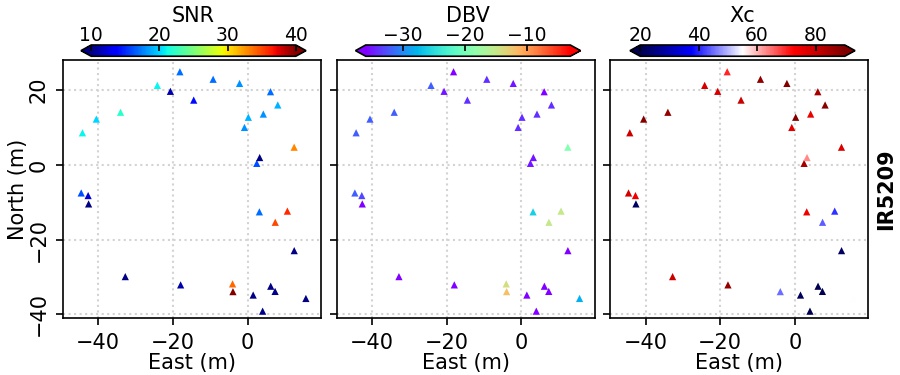 SNR DBV Xc
10 20 30 40 −30 −20 −10 20 40 60 80
20
0
−20
−40
North (m)
IR5209
−40 −20 0 −40 −20 0 −40 −20 0
East (m) East (m) East (m)